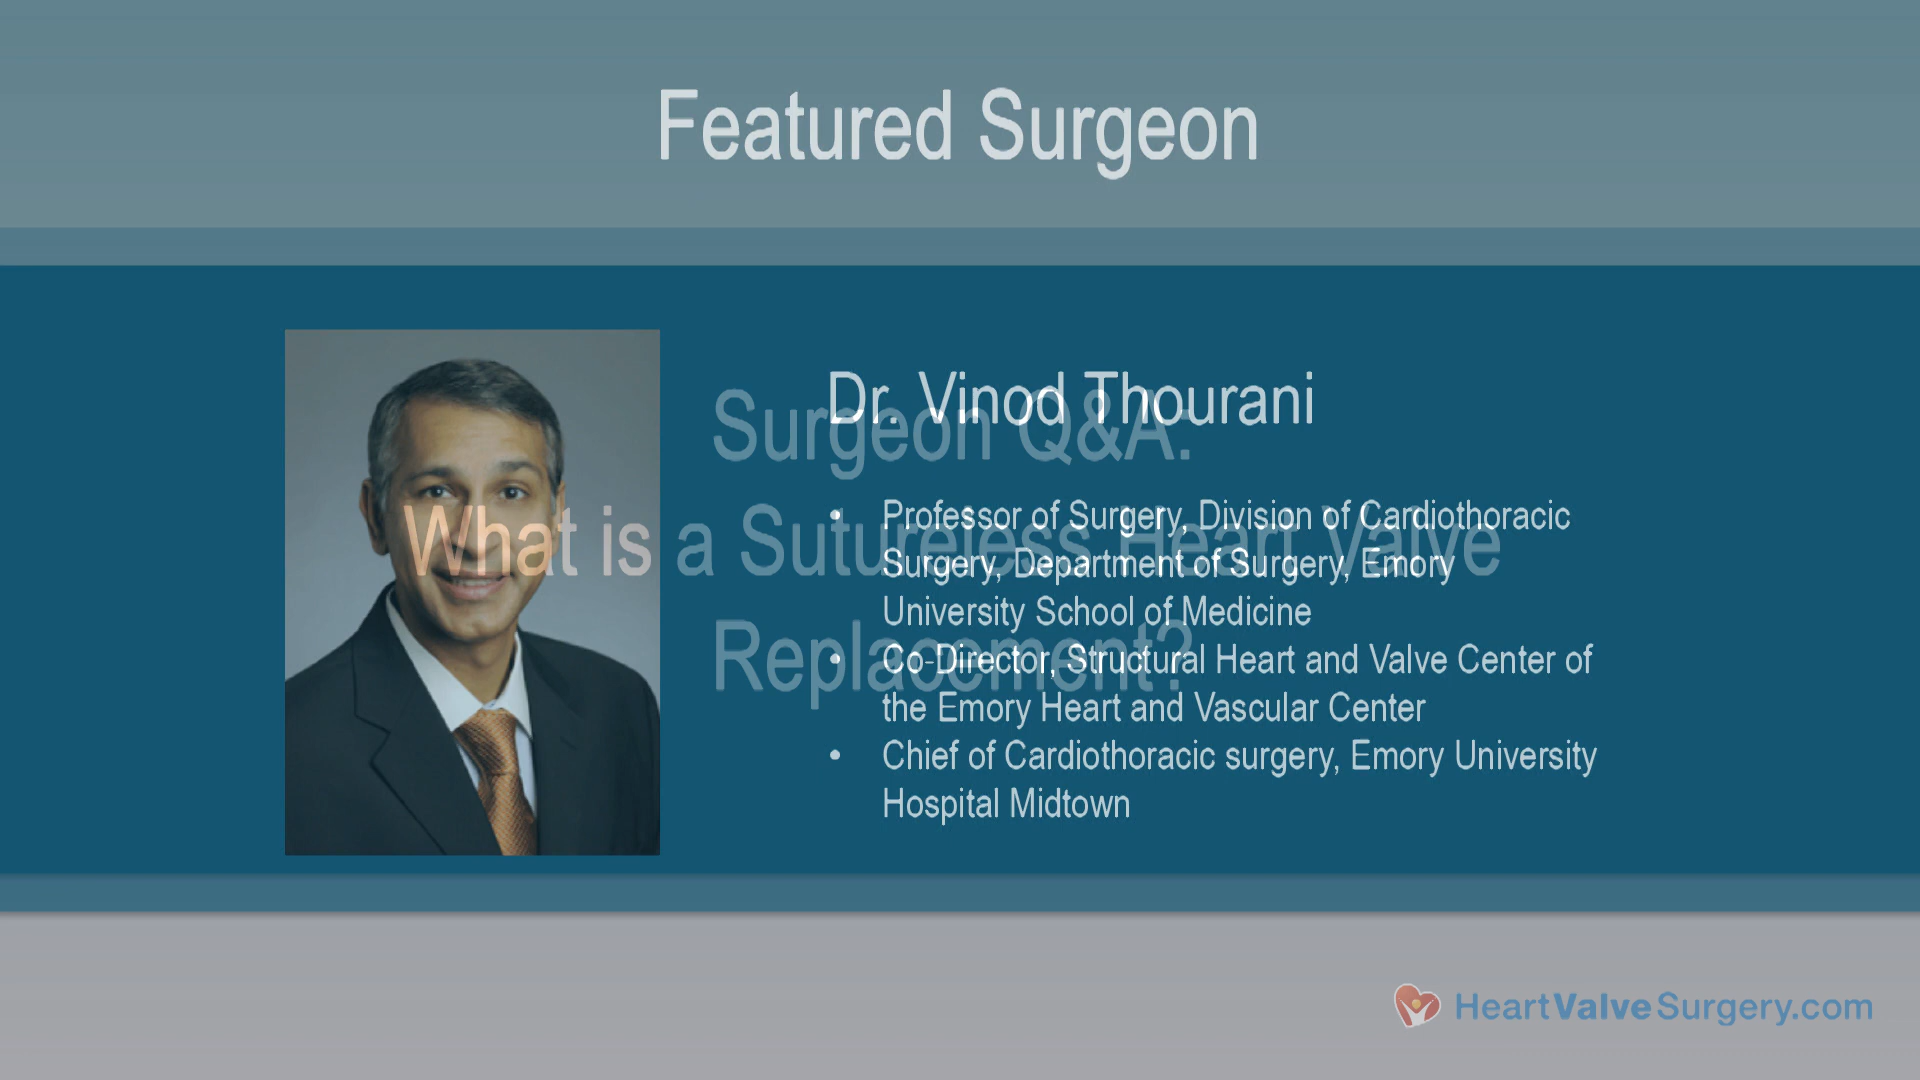 Featured Surgeon
Dr. Vinod Thourani
Surgeon Q&A:
What is a Sutureless Heart Valve
Replacement?
• Professor of Surgery, Division of Cardiothoracic
Surgery, Department of Surgery, Emory
University School of Medicine
• Co-Director, Structural Heart and Valve Center of
the Emory Heart and Vascular Center
• Chief of Cardiothoracic surgery, Emory University
Hospital Midtown
HeartValveSurgery.com